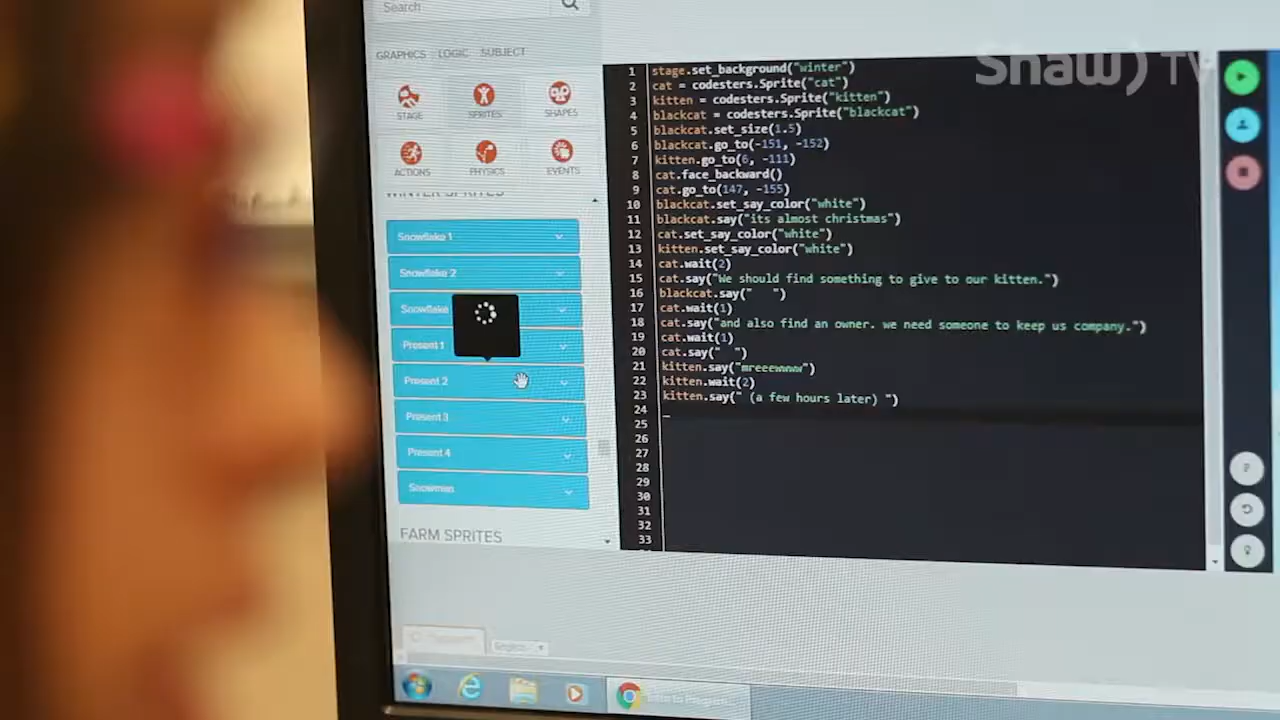 Search
GRAPHICS LOGIC SUBJECT
STAGE SPRITES SHAPES
ACTIONS PHYSICS EVENTS
WINTER SPRITES
Snowflake 1
Snowflake 2
Snowflake
Present 1
Present 2
Present 3
Present 4
Snowman
FARM SPRITES
Shaw) TV
1 stage.set_background("winter")
2 cat = codesters.Sprite("cat")
3 kitten = codesters.Sprite("kitten")
4 blackcat = codesters.Sprite("blackcat")
5 blackcat.set_size(1.5)
6 blackcat.go_to(-151, -152)
7 kitten.go_to(6, -111)
8 cat.face_backward()
9 cat.go_to(147, -155)
10 blackcat.set_say_color("white")
11 blackcat.say("its almost christmas")
12 cat.set_say_color("white")
13 kitten.set_say_color("white")
14 cat.wait(2)
15 cat.say("We should find something to give to our kitten.")
16 blackcat.say("   ")
17 cat.wait(1)
18 cat.say("and also find an owner. we need someone to keep us company.")
19 cat.wait(1)
20 cat.say("  ")
21 kitten.say("mreeewwww")
22 kitten.wait(2)
23 kitten.say(" (a few hours later) ")
24
25
26
27
28
29
30
31
32
33
English